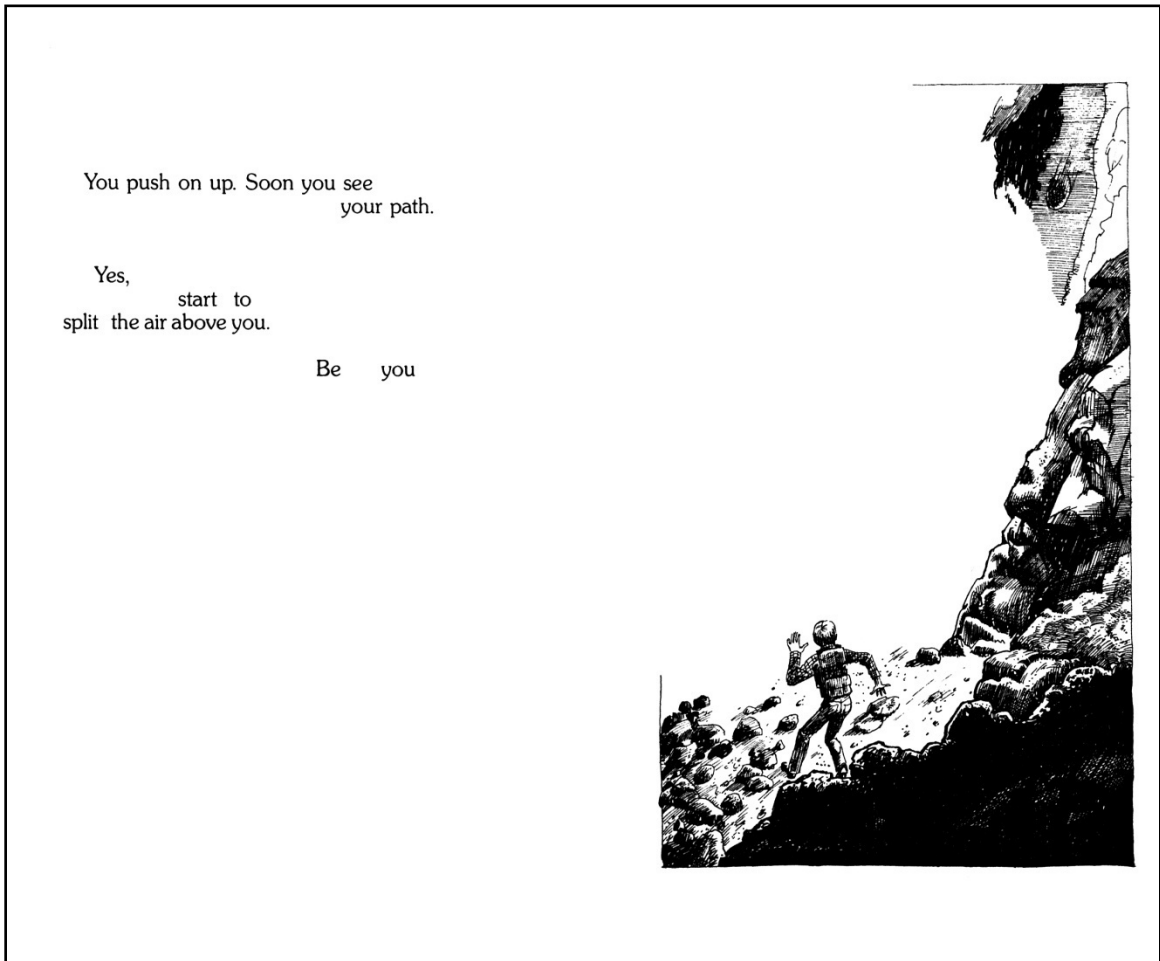 You push on up. Soon you see
your path.
Yes,
start to
split the air above you.
Be you